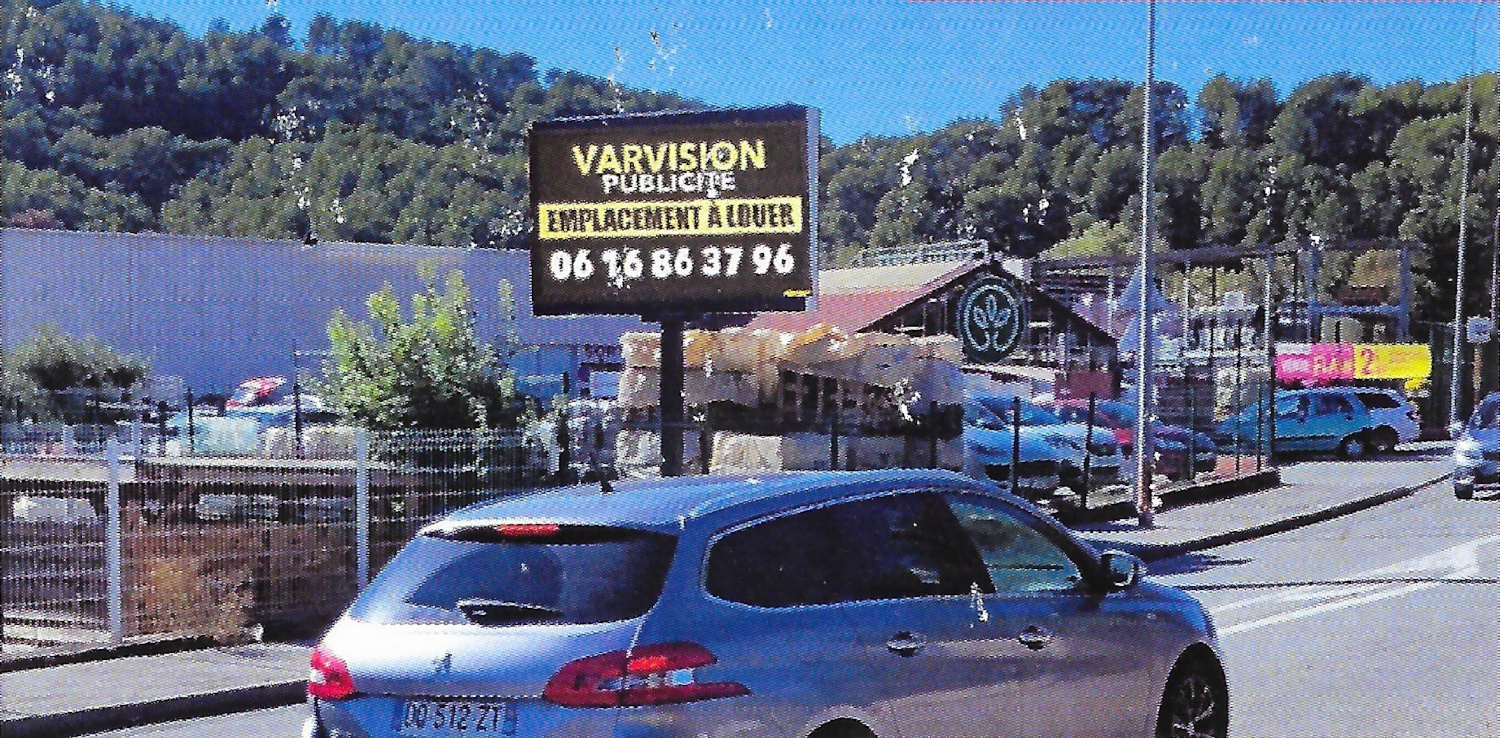 VARVISION
PUBLICITE
EMPLACEMENT À LOUER
06 16 86 37 96